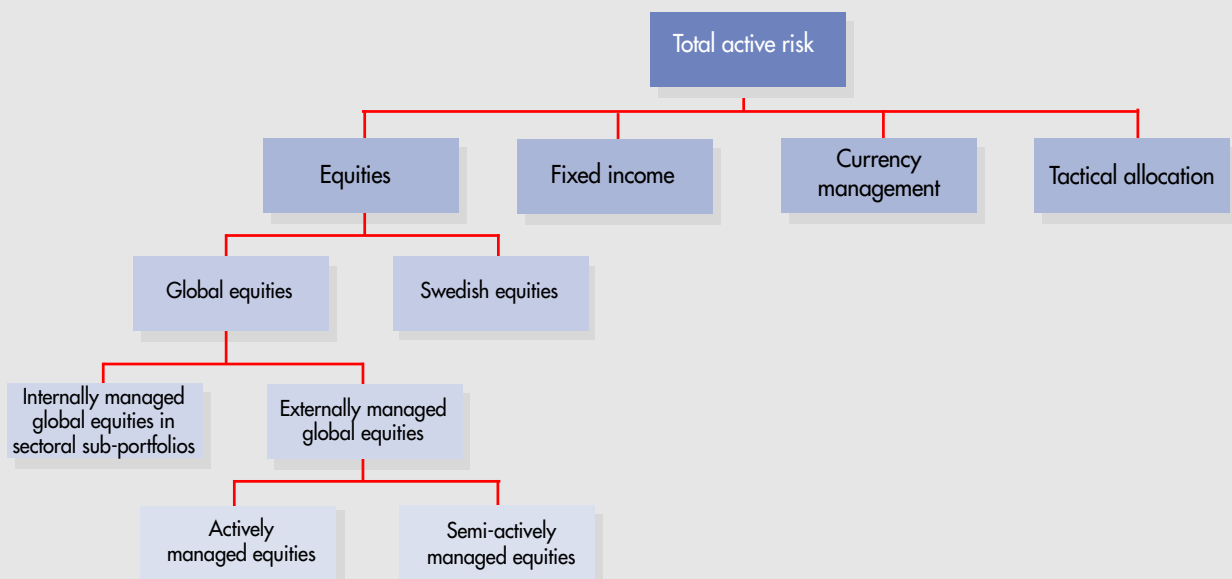 Total active risk
Equities
Fixed income
Currency
management
Tactical allocation
Global equities
Swedish equities
Internally managed
global equities in
sectoral sub-portfolios
Externally managed
global equities
Actively
managed equities
Semi-actively
managed equities